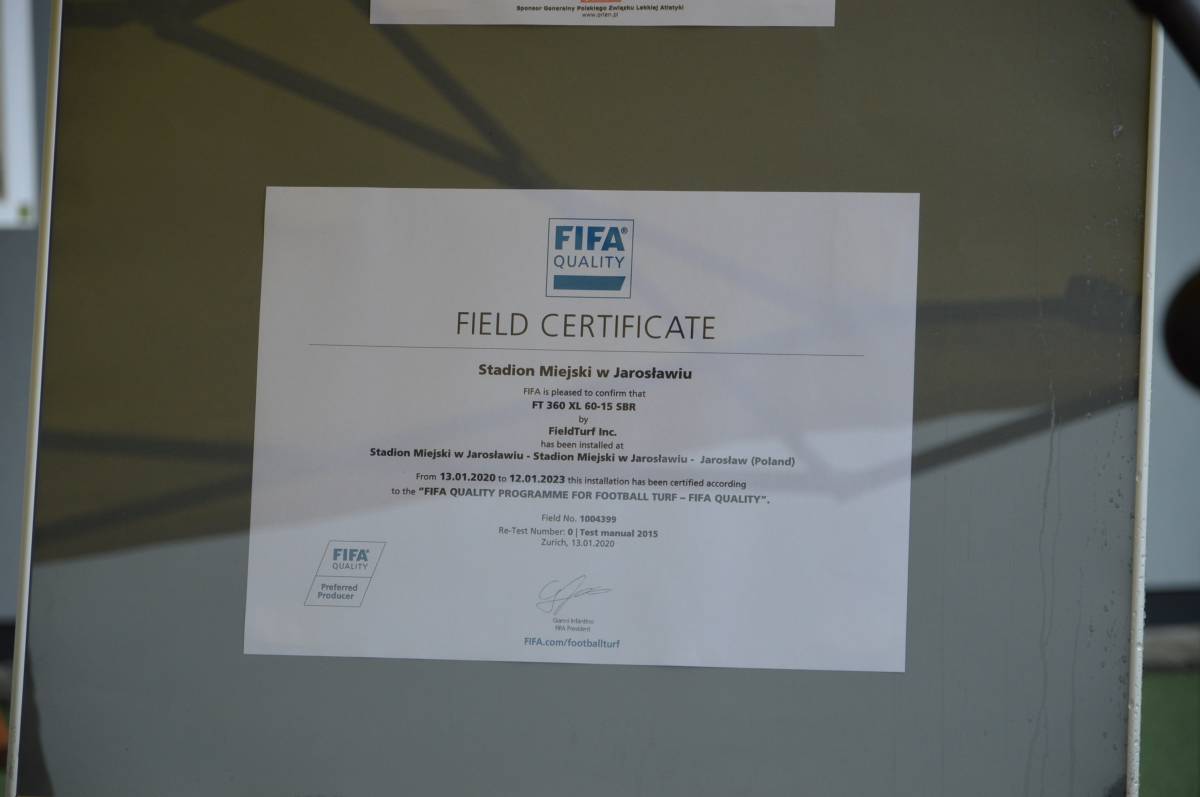 Sponsor Generalny Polskiego Związku Lekkiej Atletyki
www.orlen.pl
FIFA®
QUALITY
FIELD CERTIFICATE
Stadion Miejski w Jarosławiu
FIFA is pleased to confirm that
FT 360 XL 60-15 SBR
by
FieldTurf Inc.
has been installed at
Stadion Miejski w Jarosławiu - Stadion Miejski w Jarosławiu - Jarosław (Poland)
From 13.01.2020 to 12.01.2023 this installation has been certified according
to the "FIFA QUALITY PROGRAMME FOR FOOTBALL TURF – FIFA QUALITY".
Field No. 1004399
Re-Test Number: 0 | Test manual 2015
Zurich, 13.01.2020
FIFA®
QUALITY
Preferred
Producer
Gianni Infantino
FIFA President
FIFA.com/footballturf